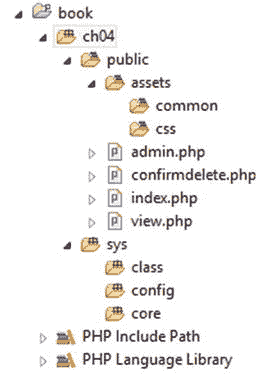 book
ch04
public
assets
common
css
admin.php
confirmdelete.php
index.php
view.php
sys
class
config
core
PHP Include Path
PHP Language Library